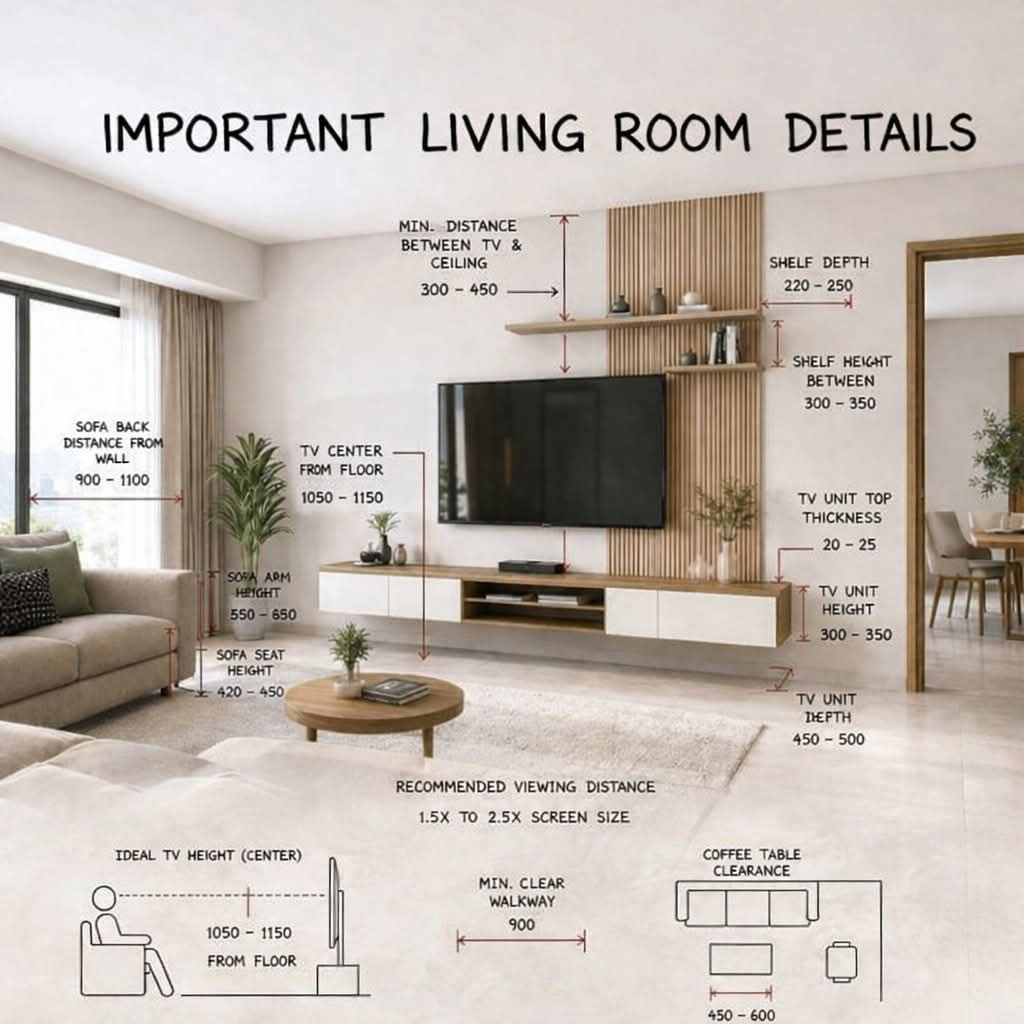 IMPORTANT LIVING ROOM DETAILS
MIN. DISTANCE
BETWEEN TV &
CEILING
300 – 450
SHELF DEPTH
220 – 250
SHELF HEIGHT
BETWEEN
300 – 350
SOFA BACK
DISTANCE FROM
WALL
900 – 1100
TV CENTER
FROM FLOOR
1050 – 1150
TV UNIT TOP
THICKNESS
20 – 25
SOFA ARM
HEIGHT
550 – 650
TV UNIT
HEIGHT
300 – 350
SOFA SEAT
HEIGHT
420 – 450
TV UNIT
DEPTH
450 – 500
RECOMMENDED VIEWING DISTANCE
1.5X TO 2.5X SCREEN SIZE
IDEAL TV HEIGHT (CENTER)
1050 – 1150
FROM FLOOR
MIN. CLEAR
WALKWAY
900
COFFEE TABLE
CLEARANCE
450 – 600